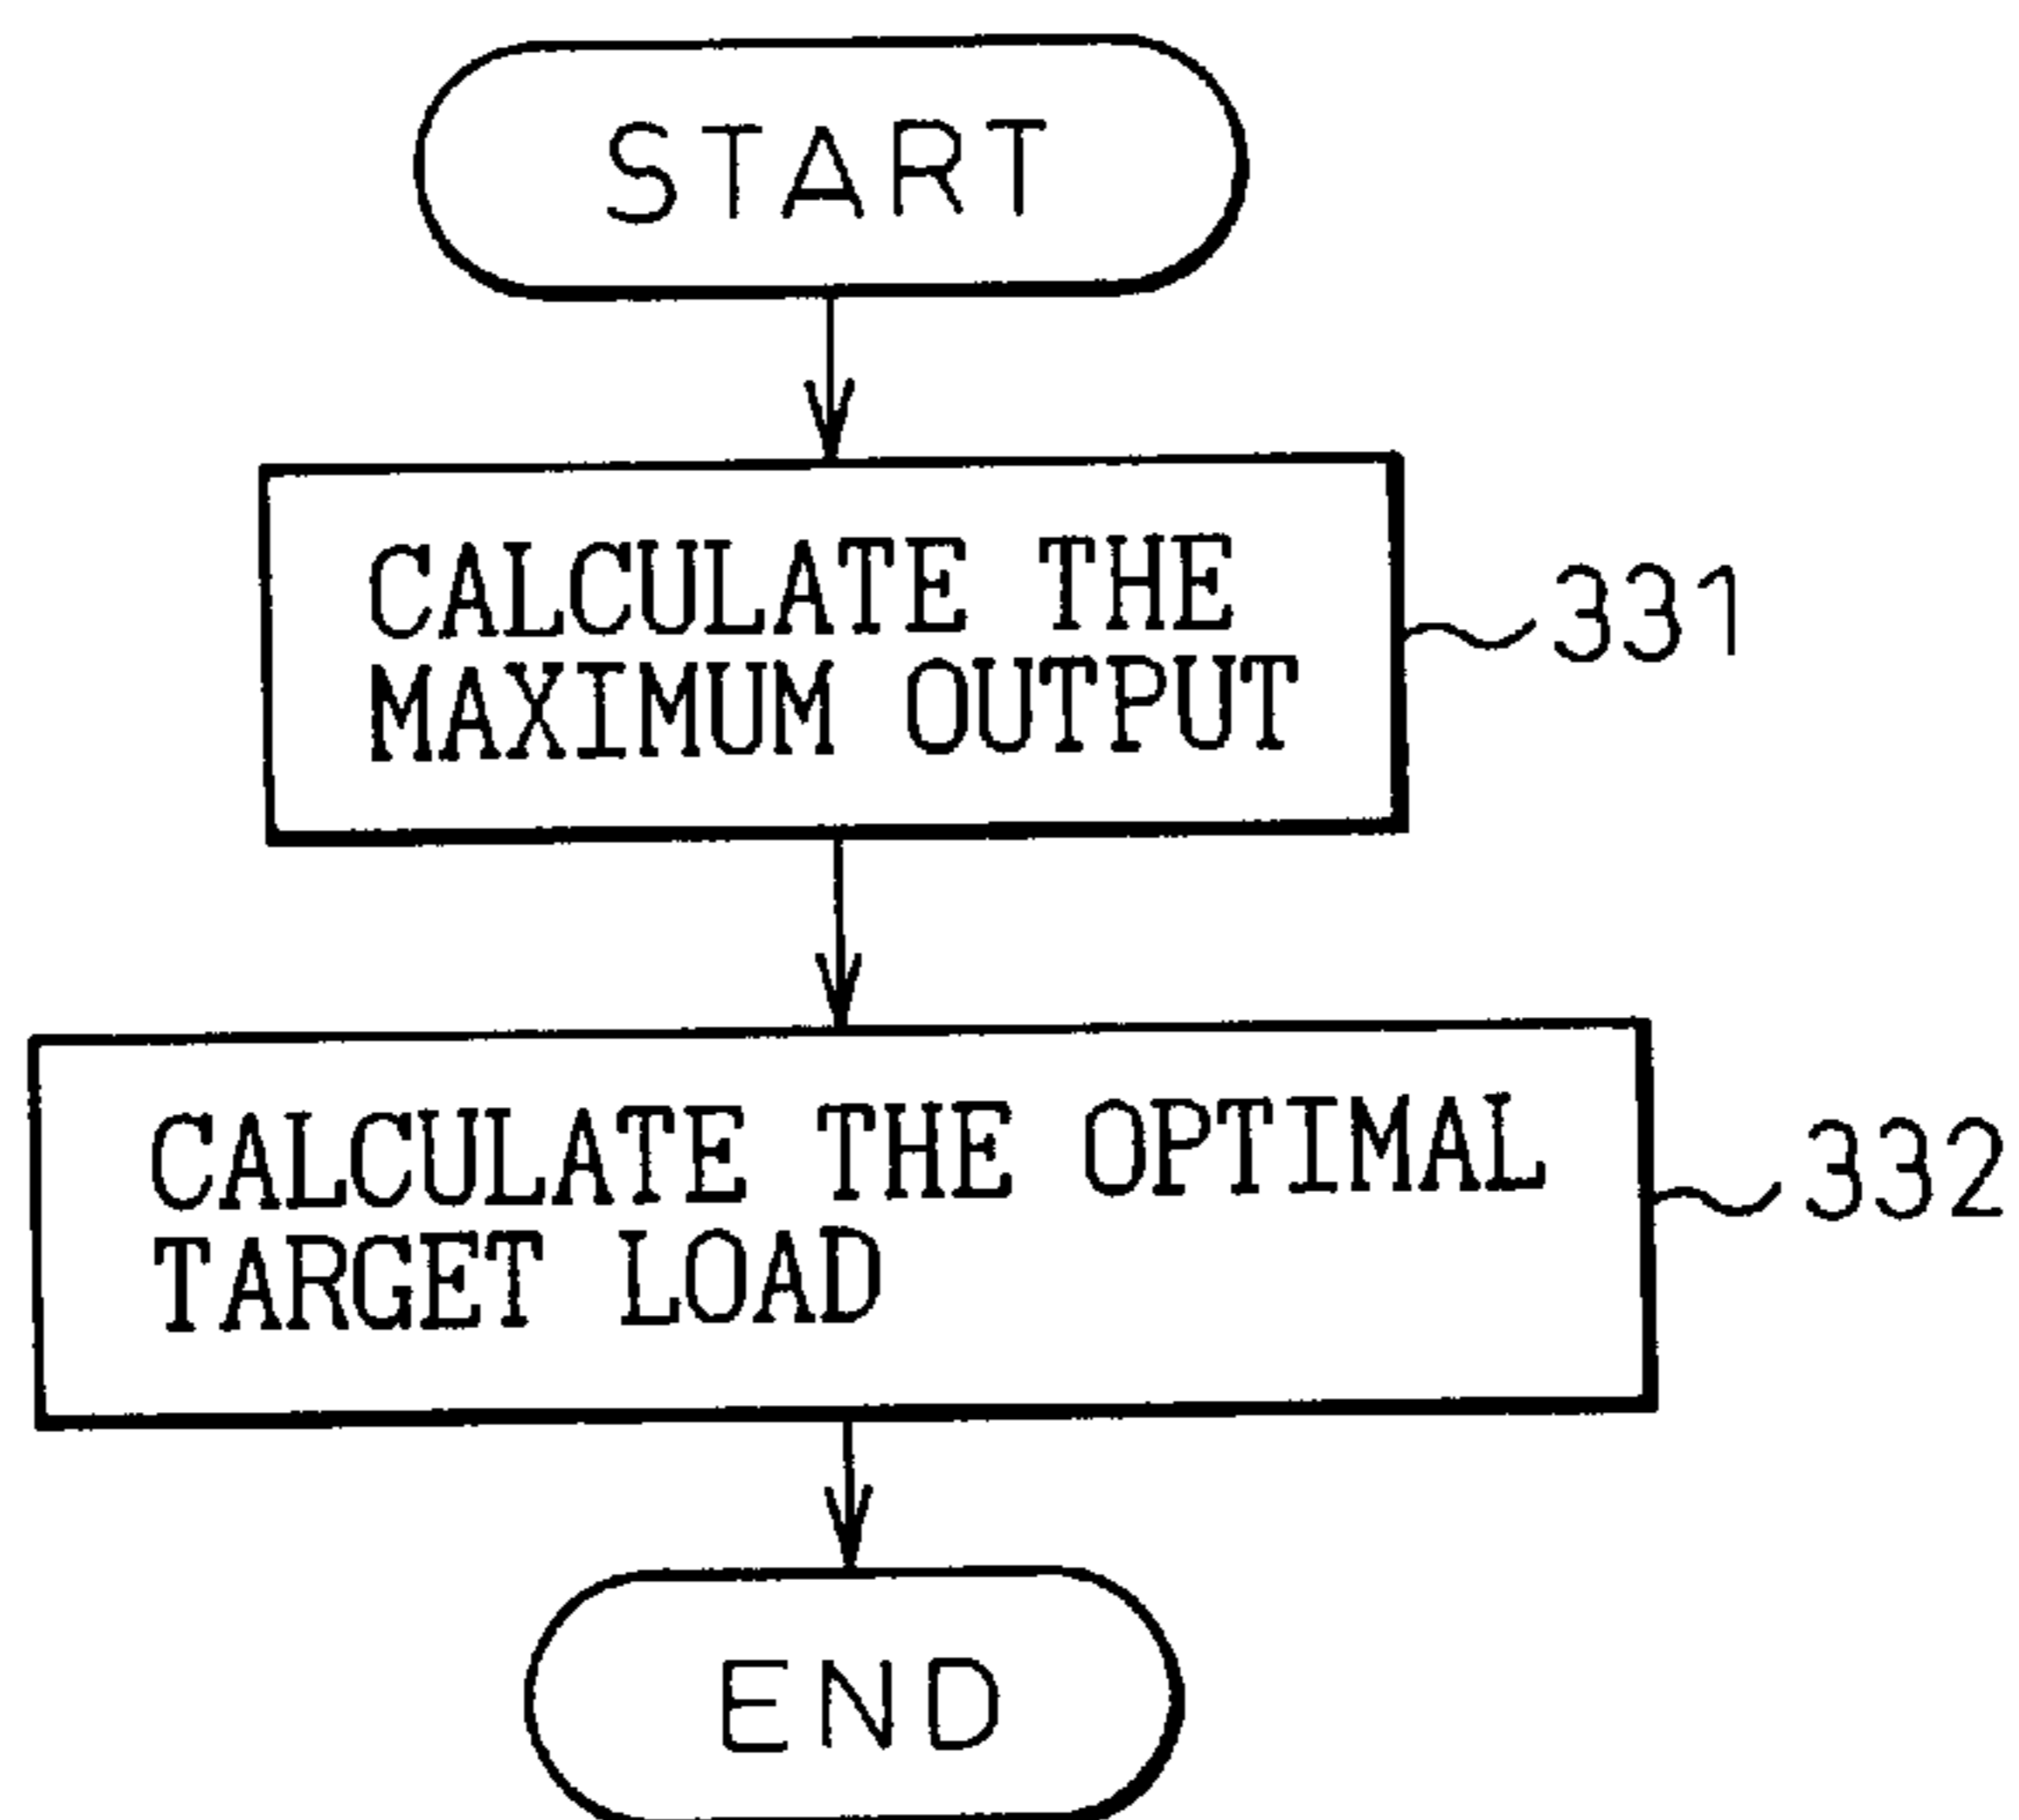 START
CALCULATE THE
MAXIMUM OUTPUT
331
CALCULATE THE OPTIMAL
TARGET LOAD
332
END